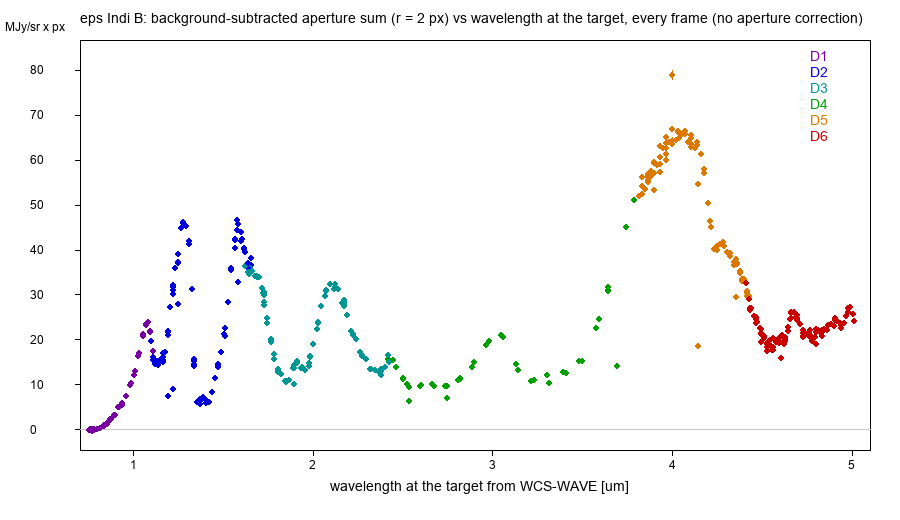 eps Indi B: background-subtracted aperture sum (r = 2 px) vs wavelength at the target, every frame (no aperture correction)
MJy/sr x px
D1
D2
D3
D4
D5
D6
80
70
60
50
40
30
20
10
0
1 2 3 4 5
wavelength at the target from WCS-WAVE [um]